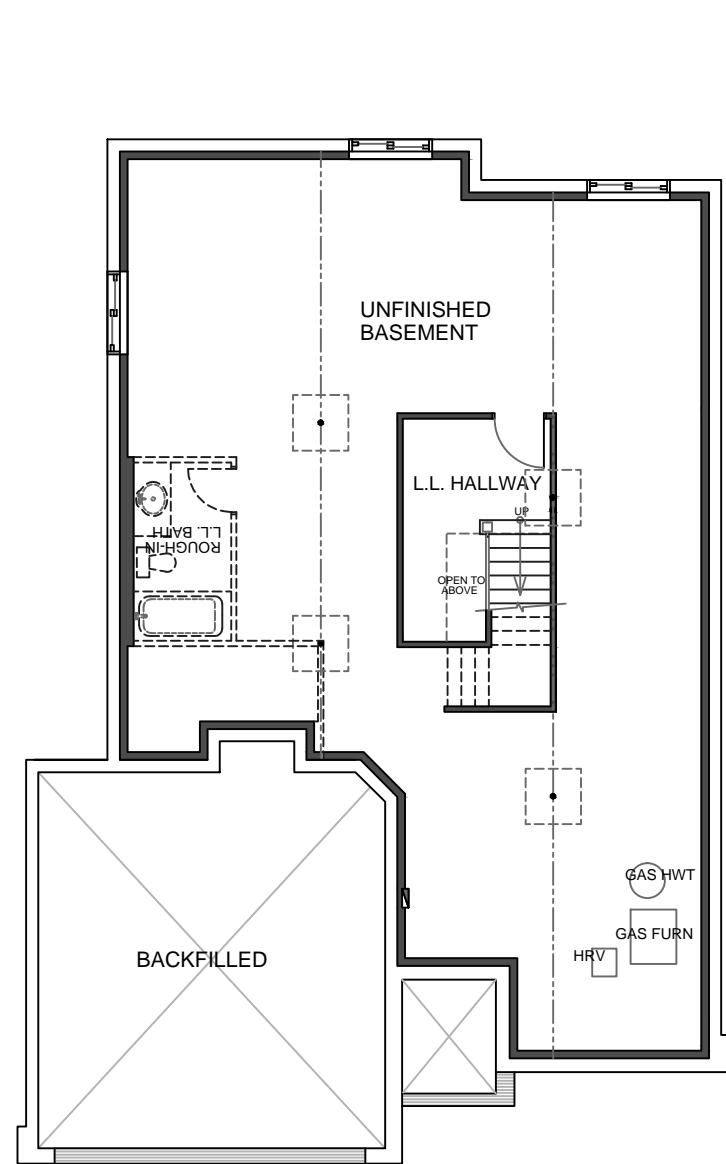 UNFINISHED
BASEMENT
L.L. HALLWAY
UP
ROUGH-IN
L.L. BATH
OPEN TO
ABOVE
GAS HWT
GAS FURN
HRV
BACKFILLED